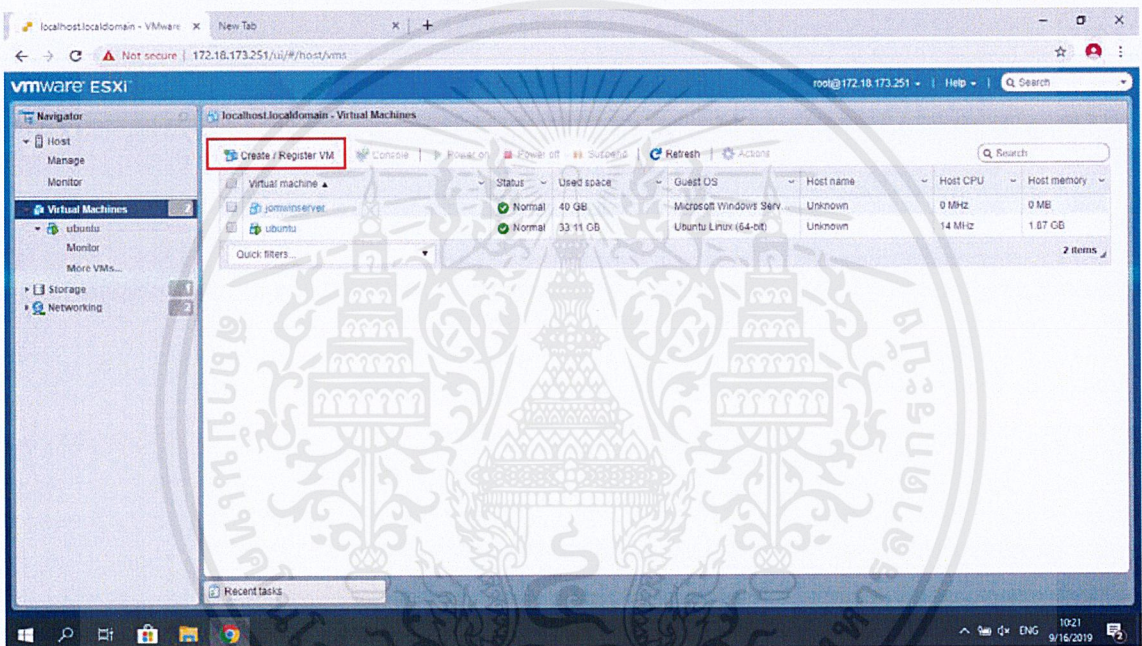 localhost.localdomain - VMware
New Tab
Not secure | 172.18.173.251/ui/#/host/vms
vmware ESXi
root@172.18.173.251 | Help | Search
Navigator
localhost.localdomain - Virtual Machines
Host
Manage
Monitor
Virtual Machines 2
ubuntu
Monitor
More VMs...
Storage 1
Networking 2
Create / Register VM | Console | Power on Power off Suspend | Refresh | Actions
Search
Virtual machine Status Used space Guest OS Host name Host CPU Host memory
jomwinserver Normal 40 GB Microsoft Windows Serv... Unknown 0 MHz 0 MB
ubuntu Normal 33.11 GB Ubuntu Linux (64-bit) Unknown 14 MHz 1.87 GB
Quick filters...
2 items
Recent tasks
ENG
10:21
9/16/2019